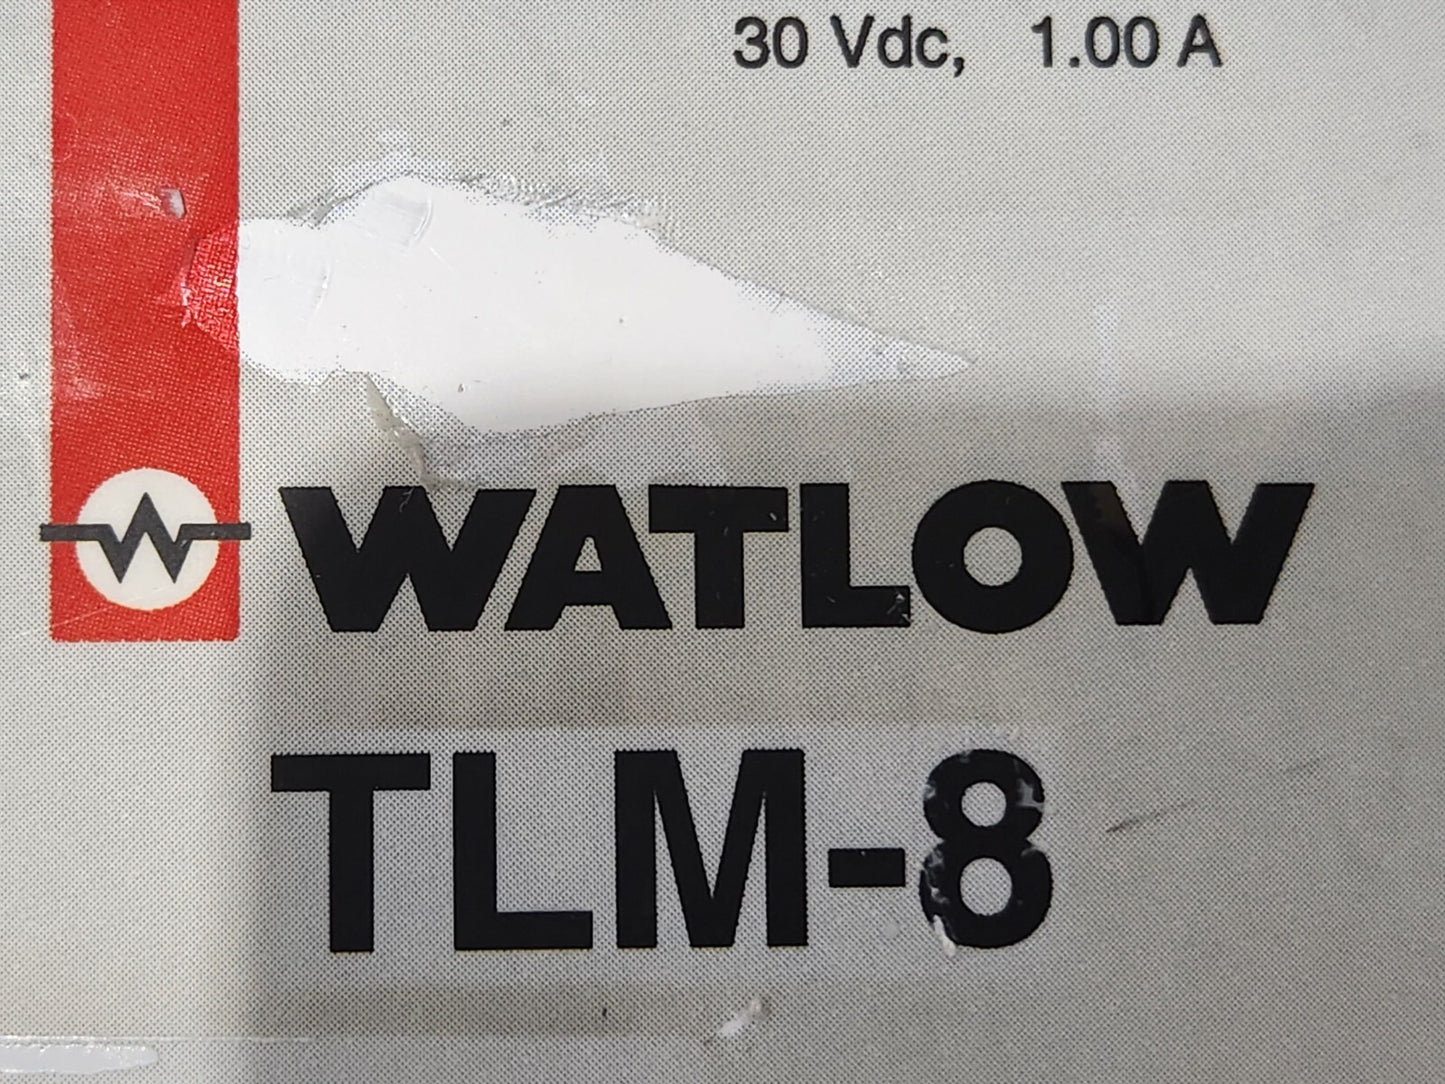 30 Vdc, 1.00 A
WATLOW
TLM-8